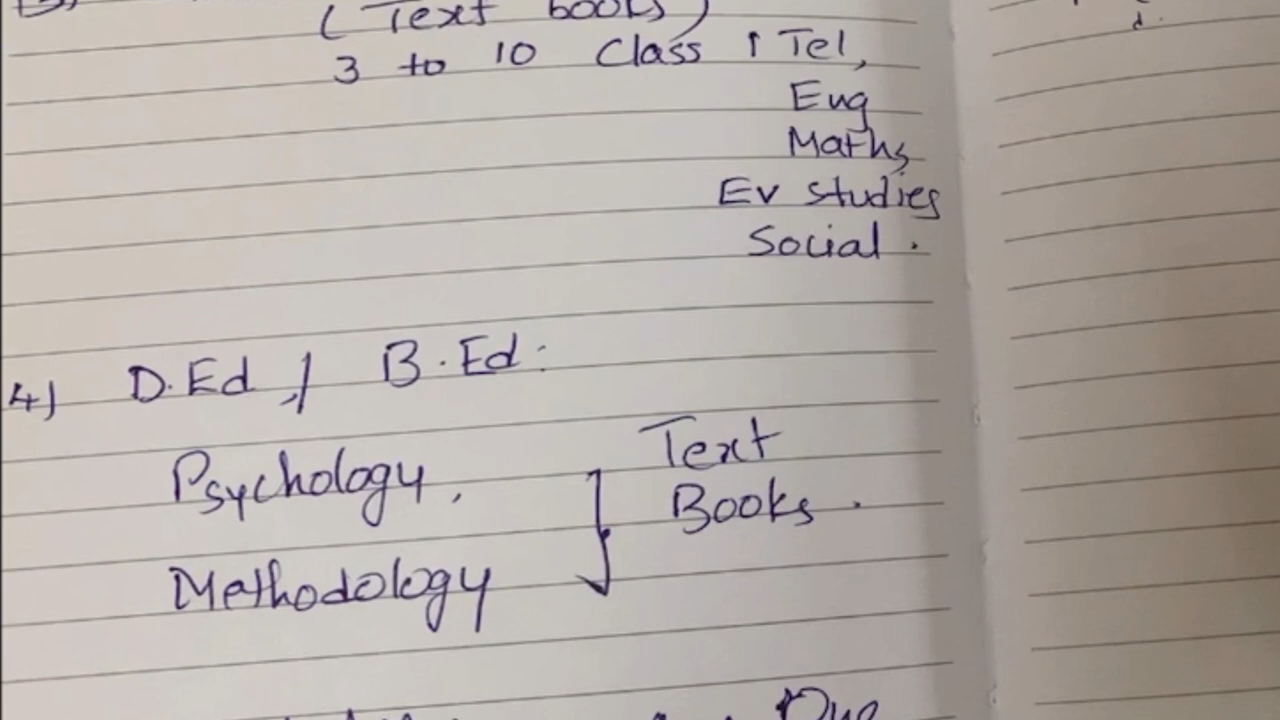 ( Text books )
3 to 10 Class ↑ Tel,
Eng
Maths,
Ev studies
Social .
4) D.Ed / B.Ed :
Psychology,
Methodology
Text
Books .